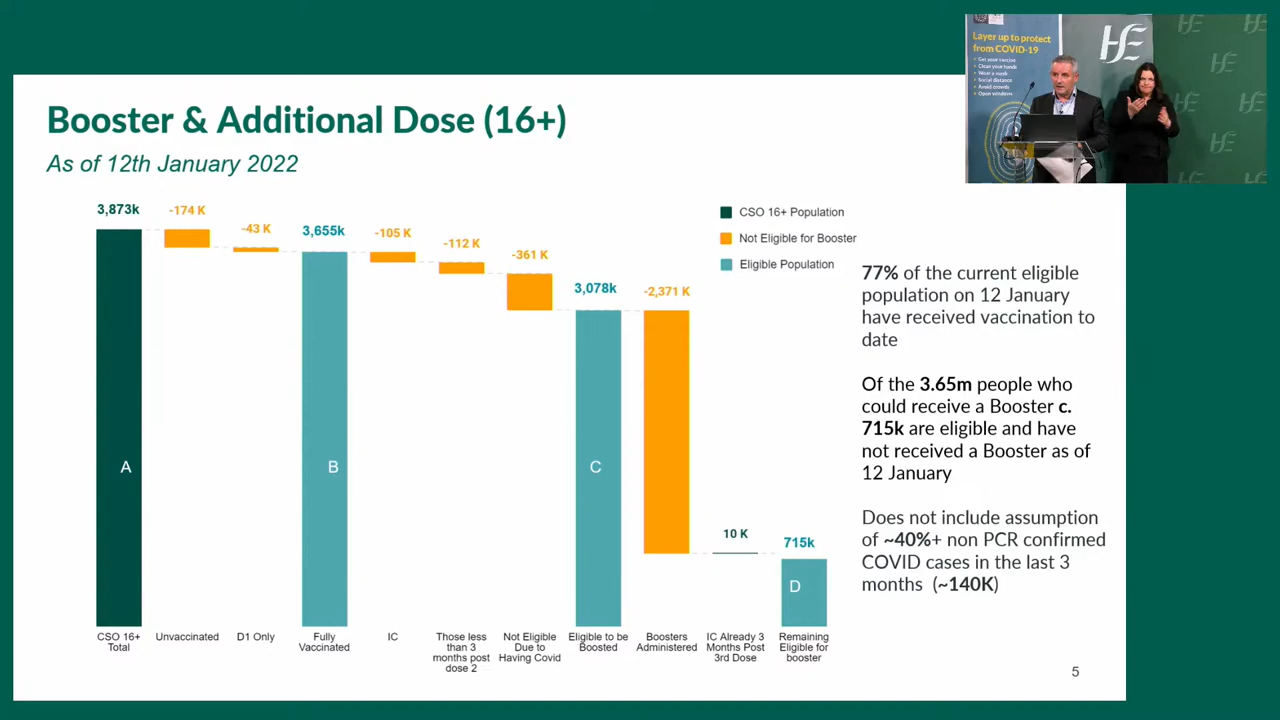 Layer up to protect
from COVID-19
• Get your vaccine
• Clean your hands
• Wear a mask
• Social distance
• Avoid crowds
• Open windows
Booster & Additional Dose (16+)
As of 12th January 2022
3,873k
-174 K
-43 K
3,655k
-105 K
-112 K
-361 K
3,078k
-2,371 K
10 K
715k
CSO 16+ Population
Not Eligible for Booster
Eligible Population
A
B
C
D
CSO 16+
Total
Unvaccinated
D1 Only
Fully
Vaccinated
IC
Those less
than 3
months post
dose 2
Not Eligible
Due to
Having Covid
Eligible to be
Boosted
Boosters
Administered
IC Already 3
Months Post
3rd Dose
Remaining
Eligible for
booster
77% of the current eligible
population on 12 January
have received vaccination to
date
Of the 3.65m people who
could receive a Booster c.
715k are eligible and have
not received a Booster as of
12 January
Does not include assumption
of ~40%+ non PCR confirmed
COVID cases in the last 3
months (~140K)
5